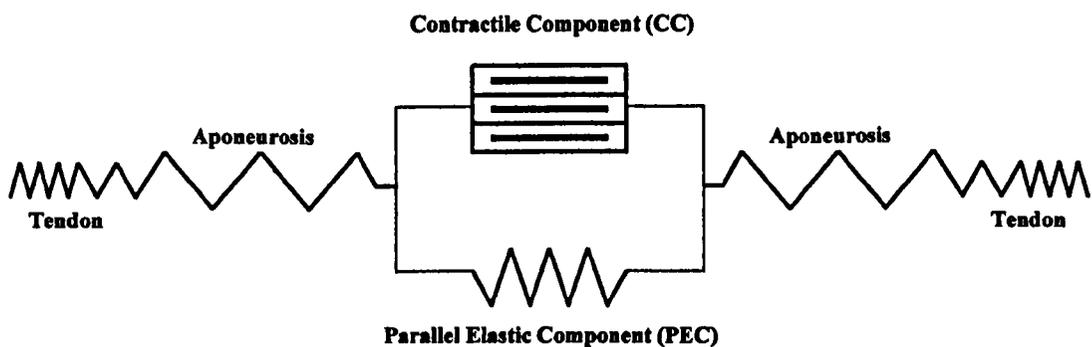 Contractile Component (CC)
Aponeurosis
Aponeurosis
Tendon
Tendon
Parallel Elastic Component (PEC)